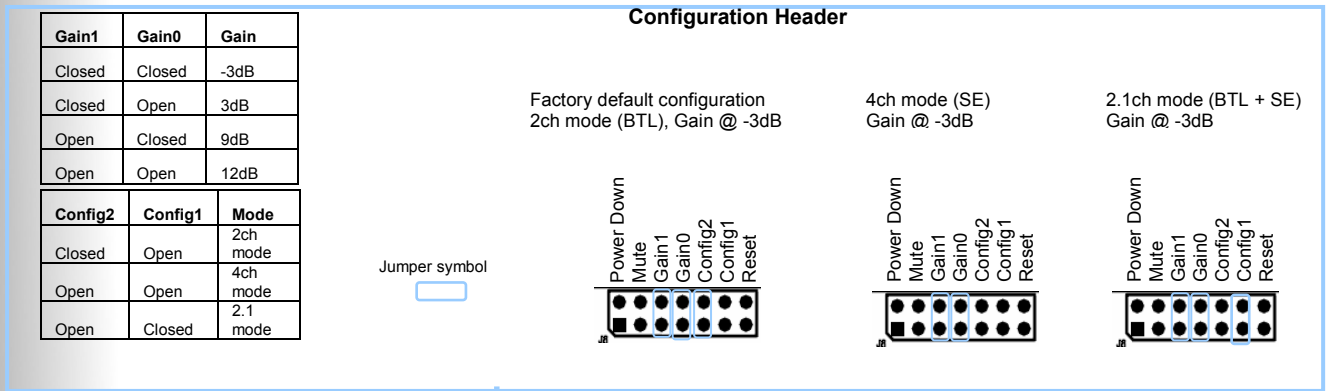 Configuration Header
Gain1 Gain0 Gain
Closed Closed -3dB
Closed Open 3dB
Open Closed 9dB
Open Open 12dB
Config2 Config1 Mode
Closed Open 2ch mode
Open Open 4ch mode
Open Closed 2.1 mode
Jumper symbol
Factory default configuration
2ch mode (BTL), Gain @ -3dB
Power Down
Mute
Gain1
Gain0
Config2
Config1
Reset
J8
4ch mode (SE)
Gain @ -3dB
Power Down
Mute
Gain1
Gain0
Config2
Config1
Reset
J8
2.1ch mode (BTL + SE)
Gain @ -3dB
Power Down
Mute
Gain1
Gain0
Config2
Config1
Reset
J8